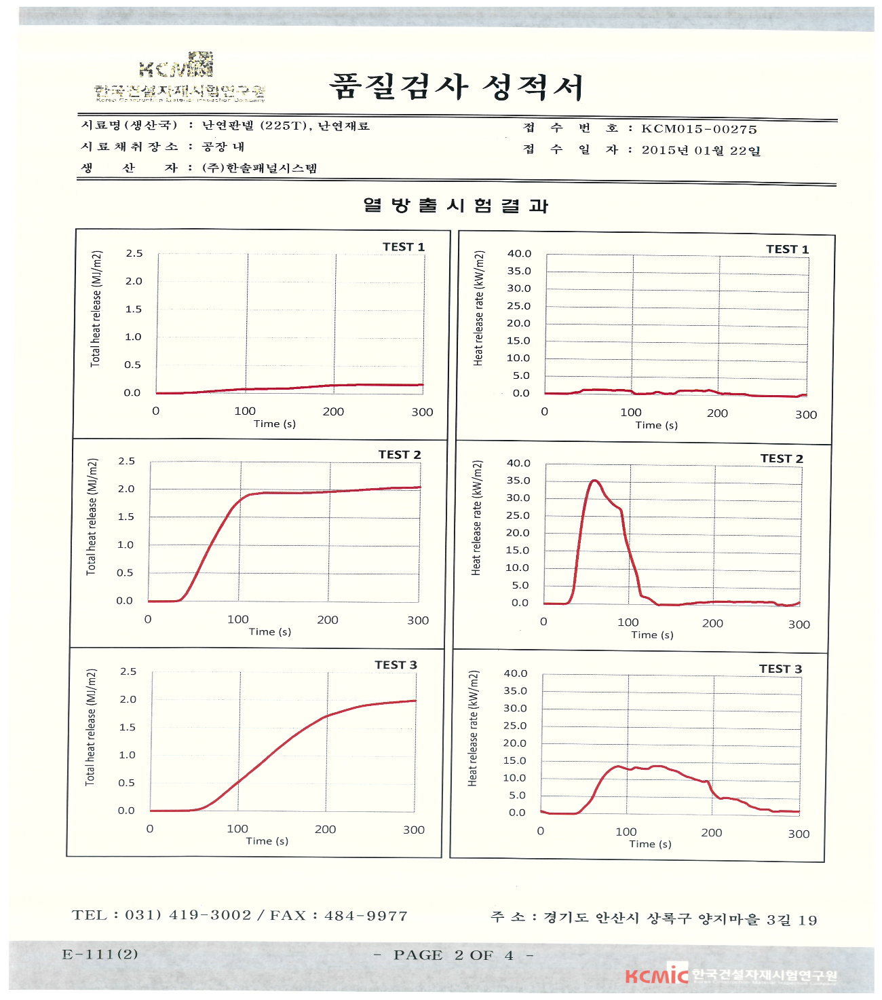 KCMIC
한국건설자재시험연구원
Korea Construction Material Inspection Company
품질검사 성적서
시료명(생산국) : 난연판넬 (225T), 난연재료
접 수 번 호 : KCM015-00275
시료채취장소 : 공장 내
접 수 일 자 : 2015년 01월 22일
생 산 자 : (주)한솔패널시스템
열방출시험결과
TEST 1
Total heat release (MJ/m2)
2.5
2.0
1.5
1.0
0.5
0.0
0 100 200 300
Time (s)
TEST 1
Heat release rate (kW/m2)
40.0
35.0
30.0
25.0
20.0
15.0
10.0
5.0
0.0
0 100 200 300
Time (s)
TEST 2
Total heat release (MJ/m2)
2.5
2.0
1.5
1.0
0.5
0.0
0 100 200 300
Time (s)
TEST 2
Heat release rate (kW/m2)
40.0
35.0
30.0
25.0
20.0
15.0
10.0
5.0
0.0
0 100 200 300
Time (s)
TEST 3
Total heat release (MJ/m2)
2.5
2.0
1.5
1.0
0.5
0.0
0 100 200 300
Time (s)
TEST 3
Heat release rate (kW/m2)
40.0
35.0
30.0
25.0
20.0
15.0
10.0
5.0
0.0
0 100 200 300
Time (s)
TEL : 031) 419-3002 / FAX : 484-9977
주 소 : 경기도 안산시 상록구 양지마을 3길 19
E-111(2)
- PAGE 2 OF 4 -
KCMiC 한국건설자재시험연구원